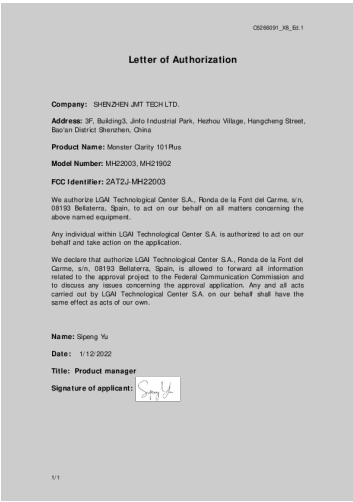 C5266091_X8_Ed.1
Letter of Authorization
Company: SHENZHEN JMT TECH LTD.
Address: 3F, Building3, Jinfo Industrial Park, Hezhou Village, Hangcheng Street,
Bao'an District Shenzhen, China
Product Name: Monster Clarity 101 Plus
Model Number: MH22003, MH21902
FCC Identifier: 2AT2J-MH22003
We authorize LGAI Technological Center S.A., Ronda de la Font del Carme, s/n,
08193 Bellaterra, Spain, to act on our behalf on all matters concerning the
above named equipment.
Any individual within LGAI Technological Center S.A. is authorized to act on our
behalf and take action on the application.
We declare that authorize LGAI Technological Center S.A., Ronda de la Font del
Carme, s/n, 08193 Bellaterra, Spain, is allowed to forward all information
related to the approval project to the Federal Communication Commission and
to discuss any issues concerning the approval application. Any and all acts
carried out by LGAI Technological Center S.A. on our behalf shall have the
same effect as acts of our own.
Name: Sipeng Yu
Date: 1/12/2022
Title: Product manager
Signature of applicant: Sipeng Yu
1/1